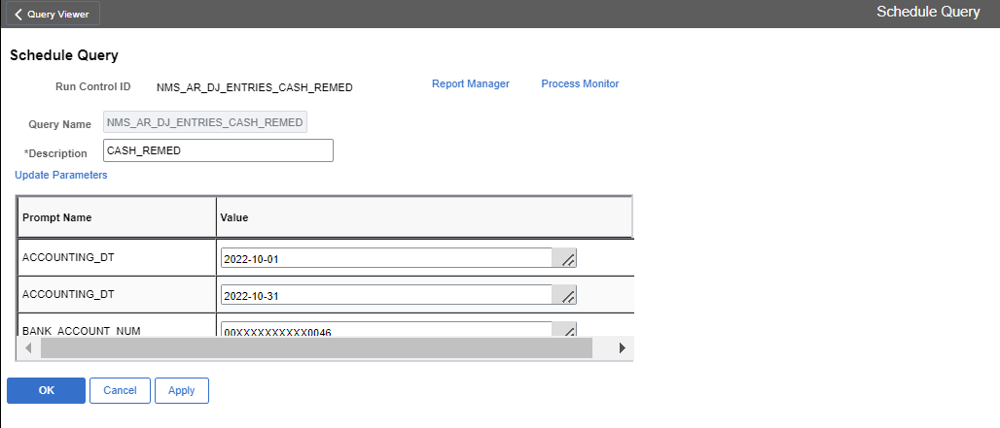 Query Viewer
Schedule Query
Schedule Query
Run Control ID NMS_AR_DJ_ENTRIES_CASH_REMED Report Manager Process Monitor
Query Name NMS_AR_DJ_ENTRIES_CASH_REMED
*Description CASH_REMED
Update Parameters
Prompt Name Value
ACCOUNTING_DT 2022-10-01
ACCOUNTING_DT 2022-10-31
BANK_ACCOUNT_NUM 00XXXXXXXXXX0046
OK Cancel Apply